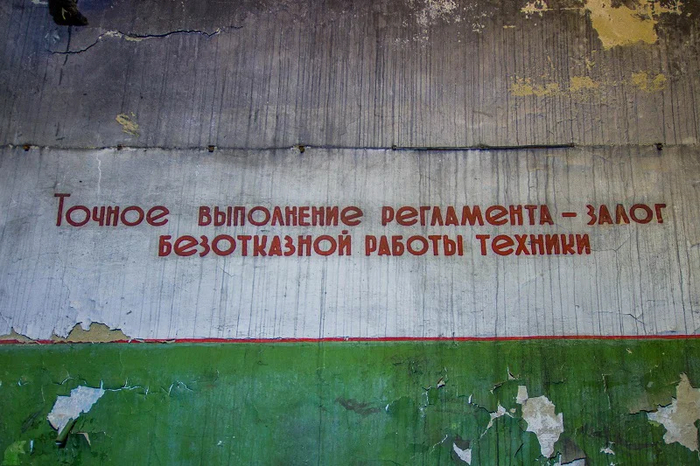 Точное выполнение регламента – залог
безотказной работы техники